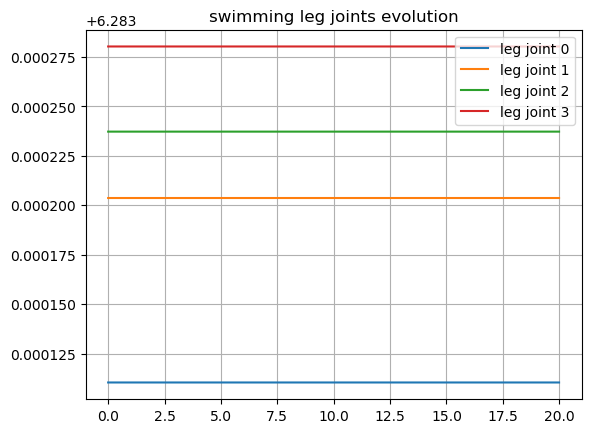 swimming leg joints evolution
+6.283
0.000275
0.000250
0.000225
0.000200
0.000175
0.000150
0.000125
leg joint 0
leg joint 1
leg joint 2
leg joint 3
0.0 2.5 5.0 7.5 10.0 12.5 15.0 17.5 20.0